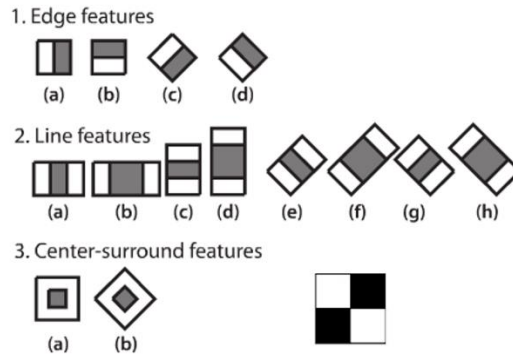 1. Edge features
(a) (b) (c) (d)
2. Line features
(a) (b) (c) (d) (e) (f) (g) (h)
3. Center-surround features
(a) (b)